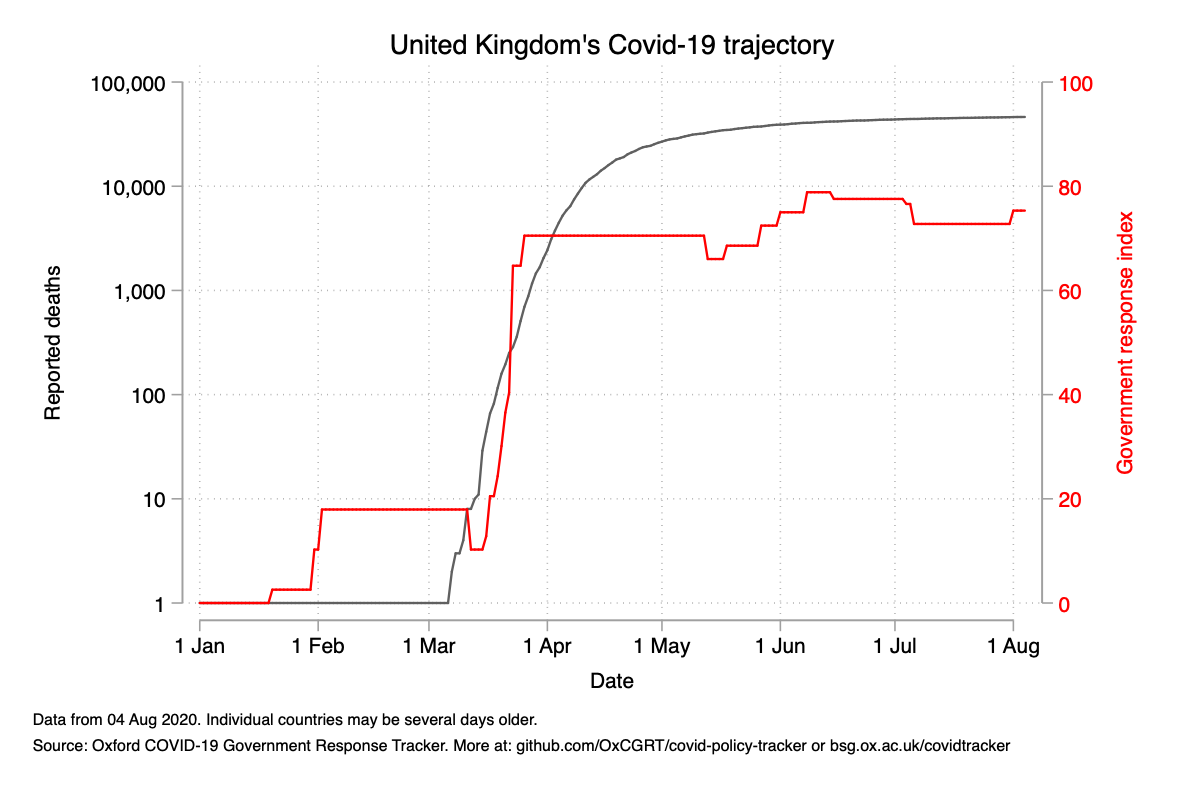 United Kingdom's Covid-19 trajectory
100,000
10,000
1,000
100
10
1
Reported deaths
100
80
60
40
20
0
Government response index
1 Jan 1 Feb 1 Mar 1 Apr 1 May 1 Jun 1 Jul 1 Aug
Date
Data from 04 Aug 2020. Individual countries may be several days older.
Source: Oxford COVID-19 Government Response Tracker. More at: github.com/OxCGRT/covid-policy-tracker or bsg.ox.ac.uk/covidtracker